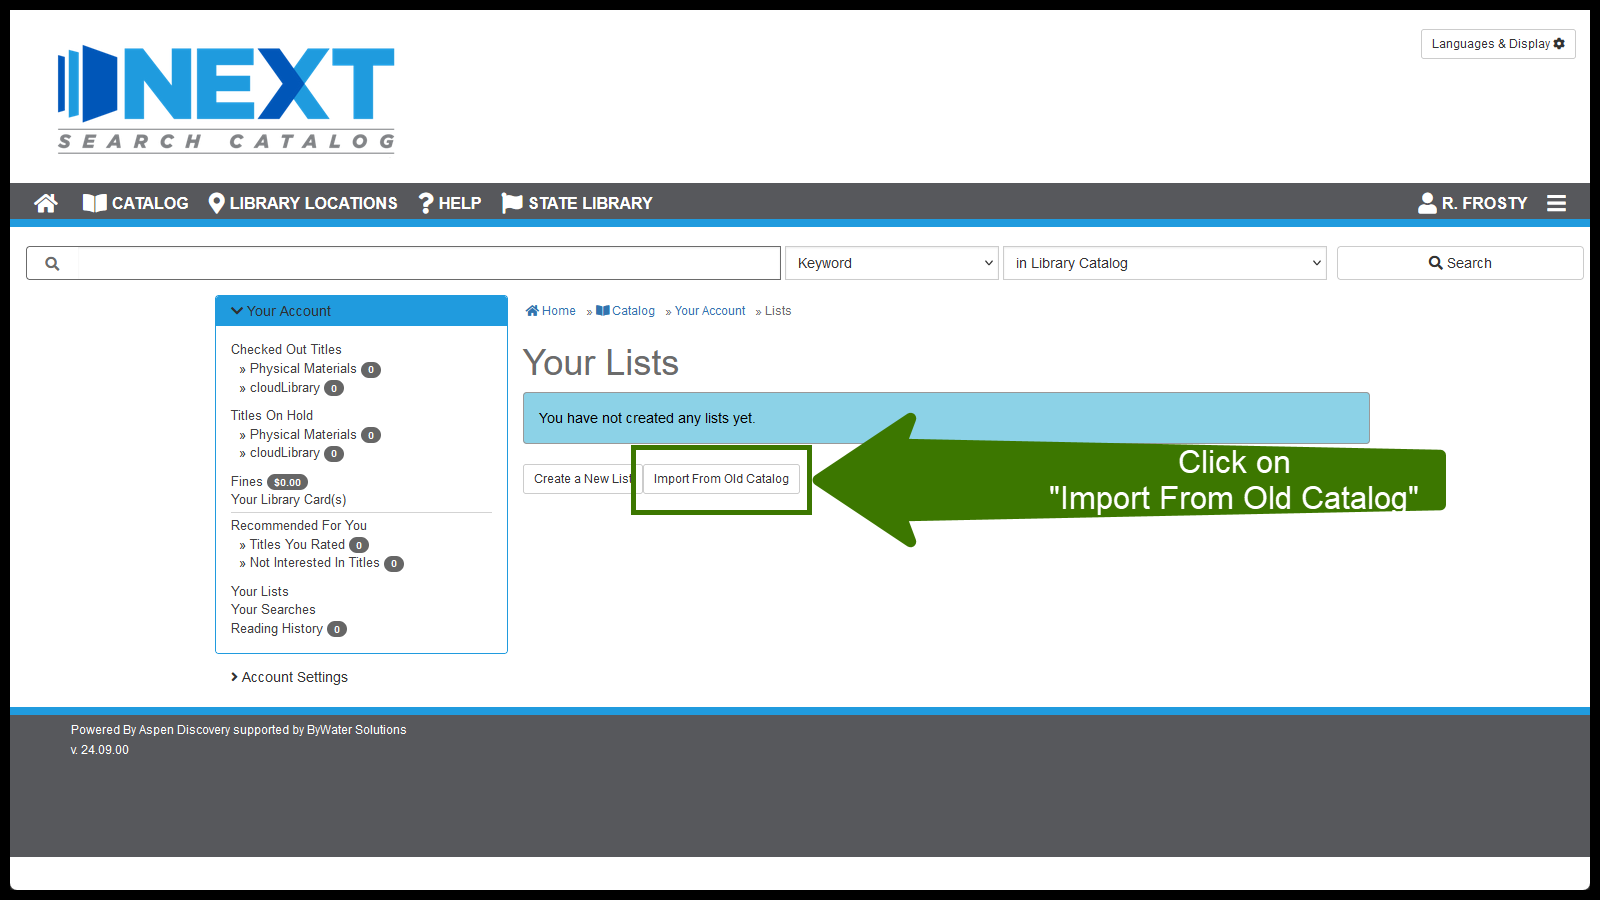 NEXT
SEARCH CATALOG
Languages & Display
CATALOG
LIBRARY LOCATIONS
HELP
STATE LIBRARY
R. FROSTY
Keyword
in Library Catalog
Search
Your Account
Home » Catalog » Your Account » Lists
Checked Out Titles
» Physical Materials 0
» cloudLibrary 0
Titles On Hold
» Physical Materials 0
» cloudLibrary 0
Fines $0.00
Your Library Card(s)
Recommended For You
» Titles You Rated 0
» Not Interested In Titles 0
Your Lists
Your Searches
Reading History 0
Account Settings
Your Lists
You have not created any lists yet.
Create a New List
Import From Old Catalog
Click on
"Import From Old Catalog"
Powered By Aspen Discovery supported by ByWater Solutions
v. 24.09.00